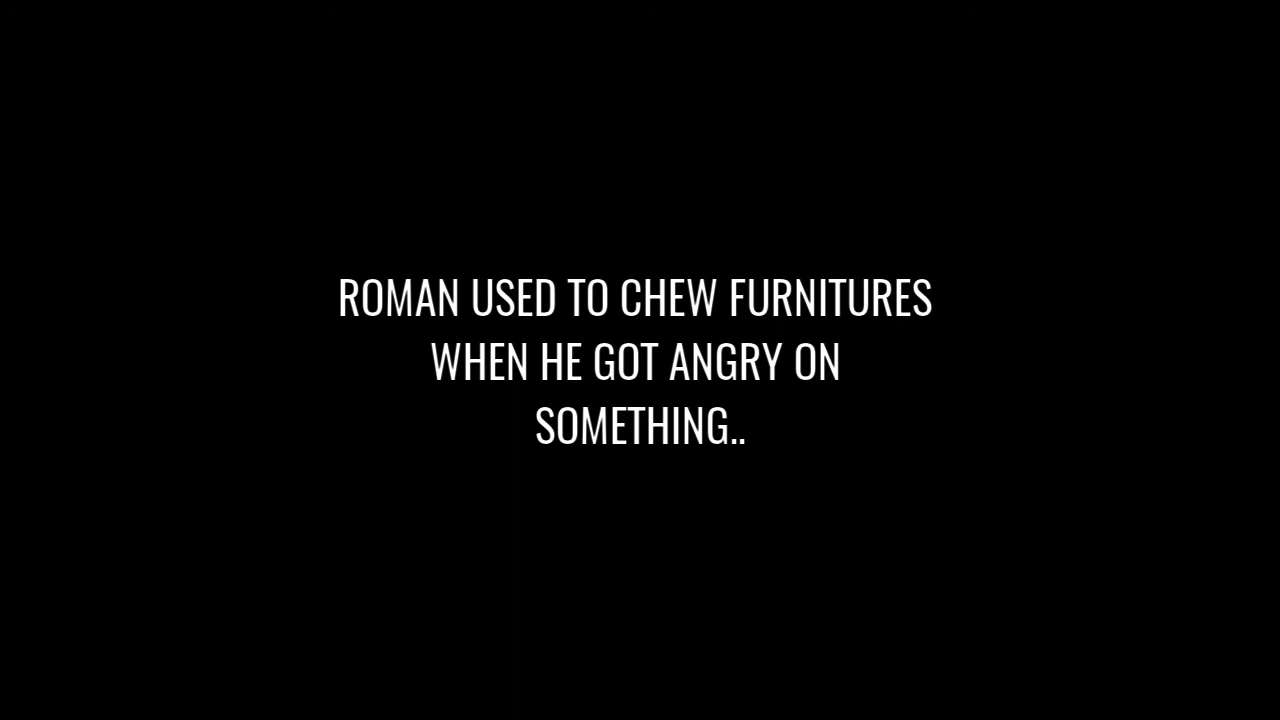 ROMAN USED TO CHEW FURNITURES
WHEN HE GOT ANGRY ON
SOMETHING..